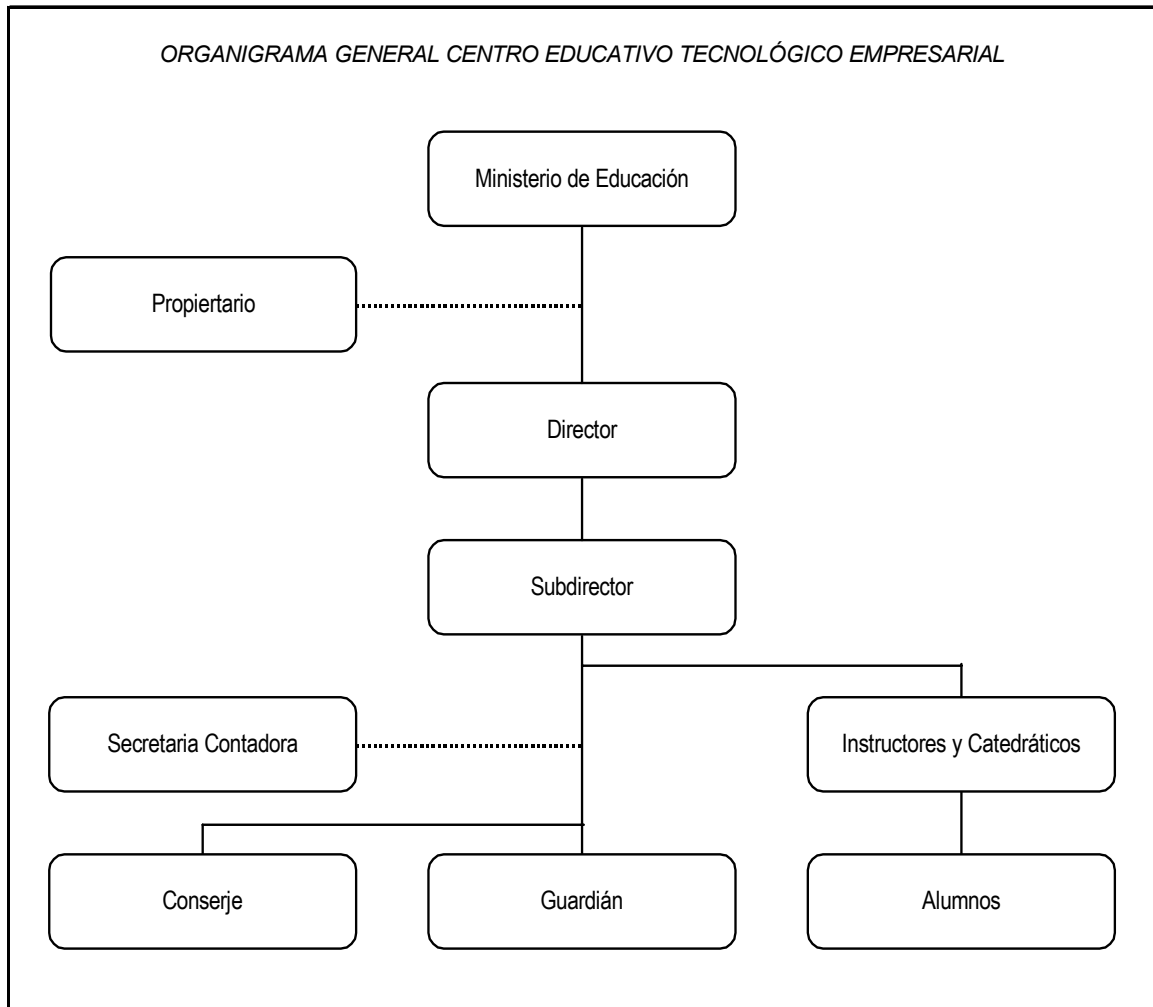 ORGANIGRAMA GENERAL CENTRO EDUCATIVO TECNOLÓGICO EMPRESARIAL
Ministerio de Educación
Propiertario
Director
Subdirector
Secretaria Contadora
Instructores y Catedráticos
Conserje
Guardián
Alumnos